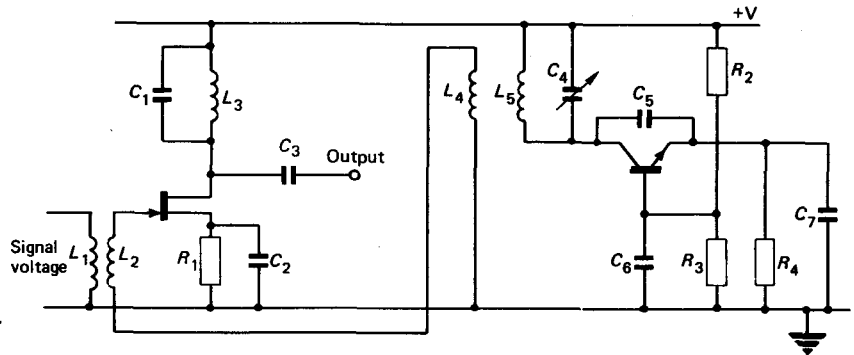 +V
C1
L3
L4
L5
C4
C5
R2
C3
Output
Signal
voltage
L1
L2
R1
C2
C6
R3
R4
C7